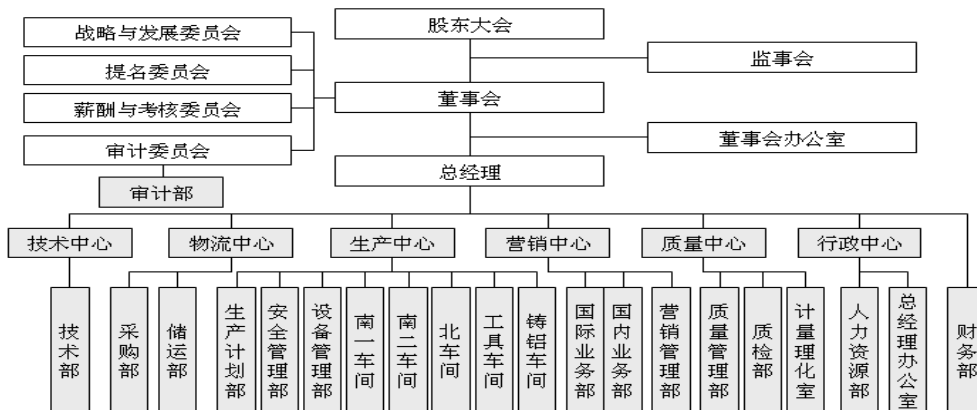 股东大会
战略与发展委员会
监事会
提名委员会
董事会
薪酬与考核委员会
董事会办公室
审计委员会
总经理
审计部
技术中心
物流中心
生产中心
营销中心
质量中心
行政中心
技术部
采购部
储运部
生产计划部
安全管理部
设备管理部
南一车间
南二车间
北车间
工具车间
铸铝车间
国际业务部
国内业务部
营销管理部
质量管理部
质检部
计量理化室
人力资源部
总经理办公室
财务部